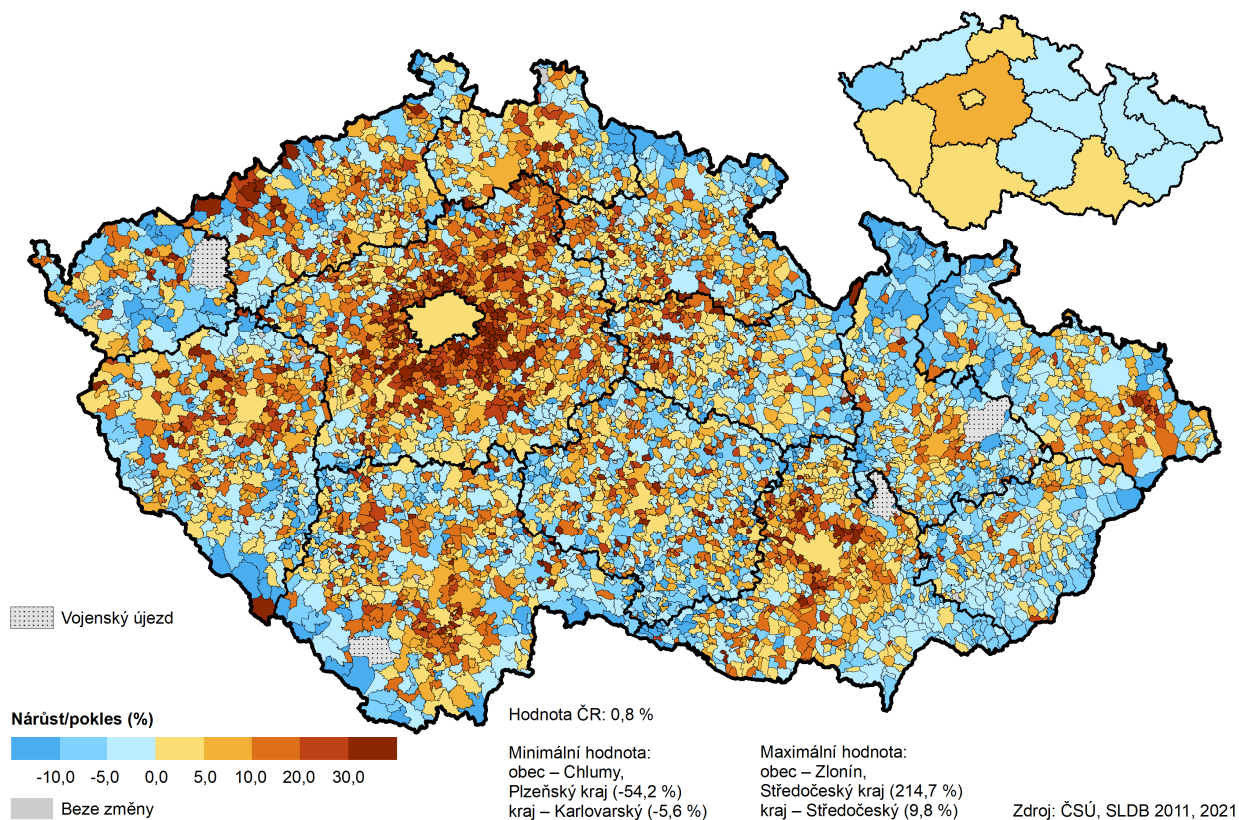 Vojenský újezd
Nárůst/pokles (%)
-10,0 -5,0 0,0 5,0 10,0 20,0 30,0
Beze změny
Hodnota ČR: 0,8 %
Minimální hodnota:
obec – Chlumy,
Plzeňský kraj (-54,2 %)
kraj – Karlovarský (-5,6 %)
Maximální hodnota:
obec – Zlonín,
Středočeský kraj (214,7 %)
kraj – Středočeský (9,8 %)
Zdroj: ČSÚ, SLDB 2011, 2021